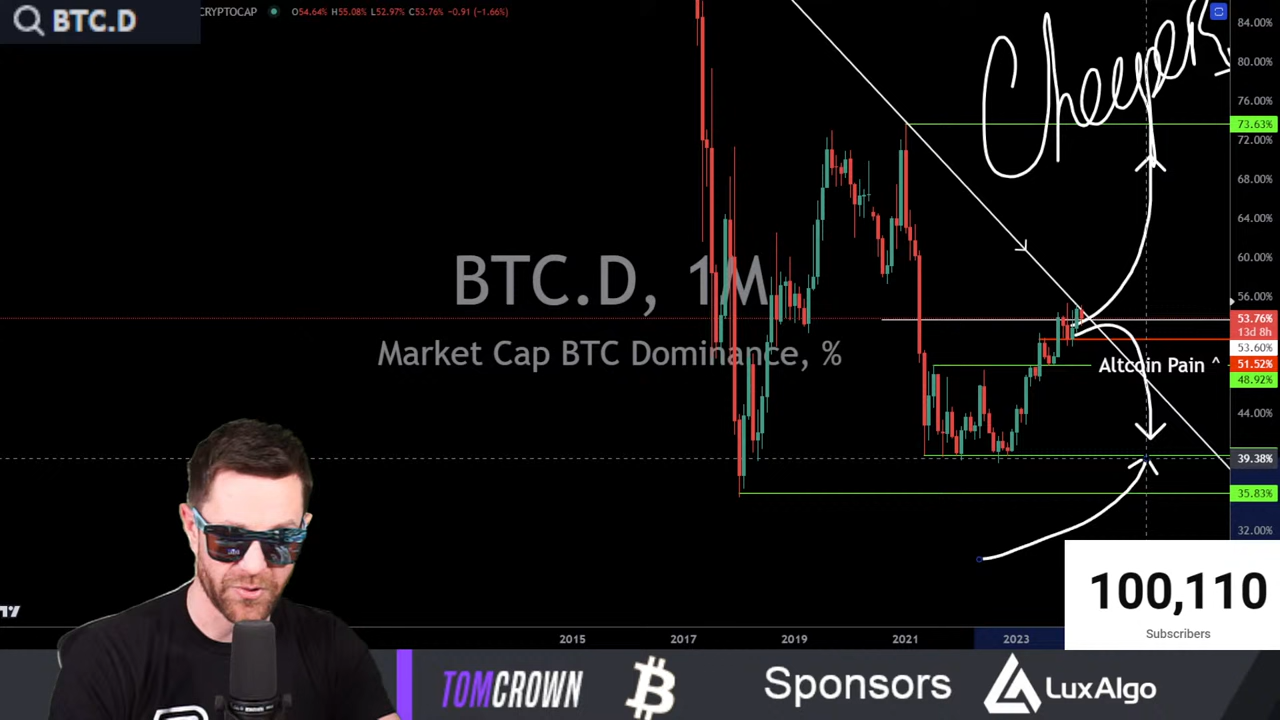 BTC.D
CRYPTOCAP
O54.64% H55.08% L52.97% C53.76% -0.91 (-1.66%)
84.00%
80.00%
76.00%
73.63%
72.00%
68.00%
64.00%
60.00%
56.00%
53.76%
13d 8h
53.60%
51.52%
48.92%
44.00%
39.38%
35.83%
32.00%
BTC.D, 1M
Market Cap BTC Dominance, %
Altcoin Pain ^
2015
2017
2019
2021
2023
100,110
Subscribers
TOMCROWN
Sponsors
LuxAlgo